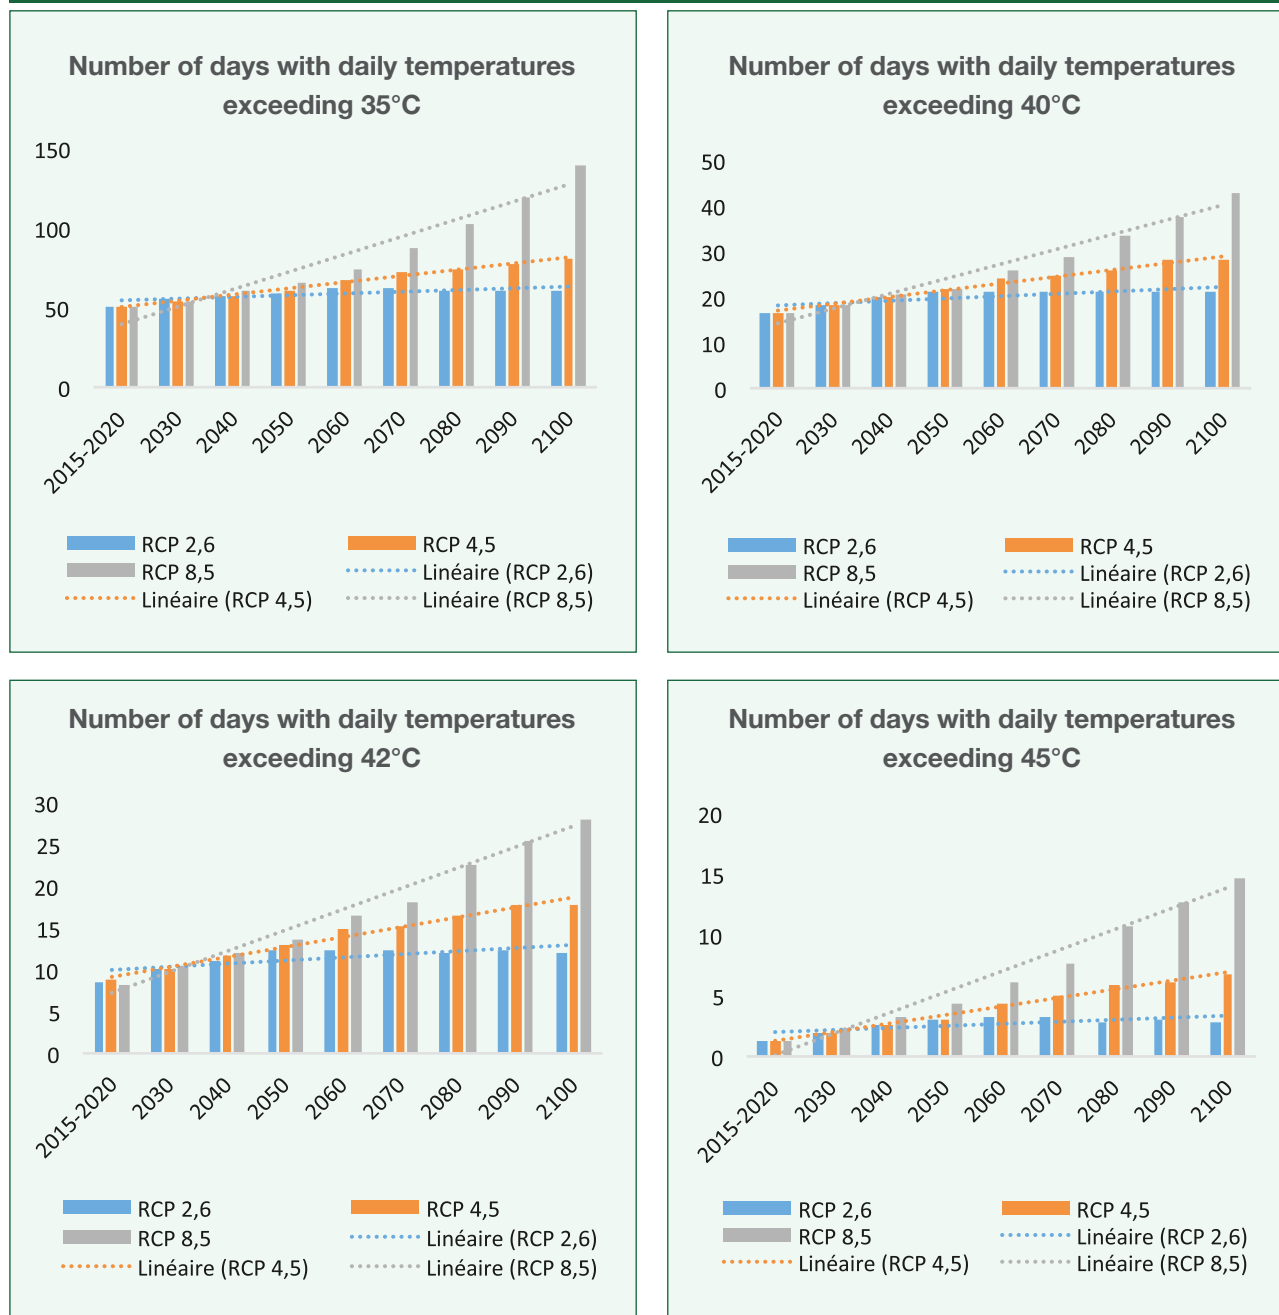 Number of days with daily temperatures
exceeding 35°C
150
100
50
0
2015-2020
2030
2040
2050
2060
2070
2080
2090
2100
RCP 2,6
RCP 4,5
RCP 8,5
Linéaire (RCP 2,6)
Linéaire (RCP 4,5)
Linéaire (RCP 8,5)
Number of days with daily temperatures
exceeding 40°C
50
40
30
20
10
0
2015-2020
2030
2040
2050
2060
2070
2080
2090
2100
RCP 2,6
RCP 4,5
RCP 8,5
Linéaire (RCP 2,6)
Linéaire (RCP 4,5)
Linéaire (RCP 8,5)
Number of days with daily temperatures
exceeding 42°C
30
25
20
15
10
5
0
2015-2020
2030
2040
2050
2060
2070
2080
2090
2100
RCP 2,6
RCP 4,5
RCP 8,5
Linéaire (RCP 2,6)
Linéaire (RCP 4,5)
Linéaire (RCP 8,5)
Number of days with daily temperatures
exceeding 45°C
20
15
10
5
0
2015-2020
2030
2040
2050
2060
2070
2080
2090
2100
RCP 2,6
RCP 4,5
RCP 8,5
Linéaire (RCP 2,6)
Linéaire (RCP 4,5)
Linéaire (RCP 8,5)